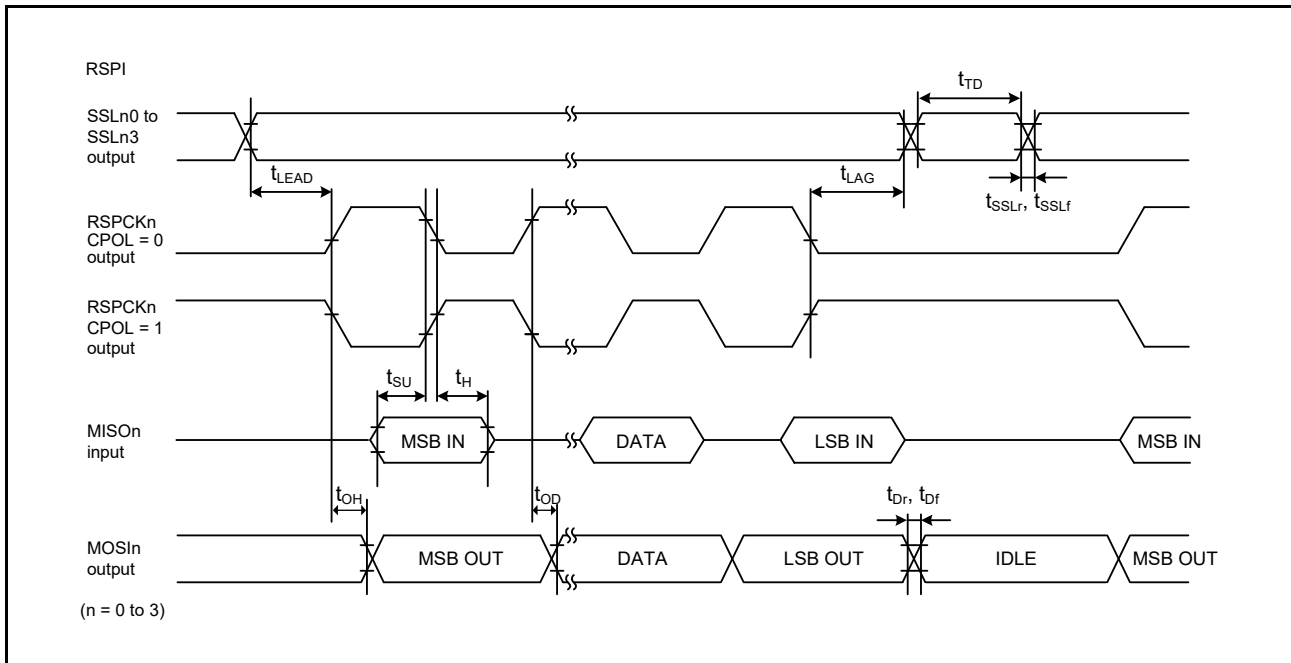 RSPI
tTD
SSLn0 to
SSLn3
output
tLEAD
tLAG
tSSLr, tSSLf
RSPCKn
CPOL = 0
output
RSPCKn
CPOL = 1
output
tSU
tH
MISOn
input
MSB IN
DATA
LSB IN
MSB IN
tOH
tOD
tDr, tDf
MOSIn
output
MSB OUT
DATA
LSB OUT
IDLE
MSB OUT
(n = 0 to 3)